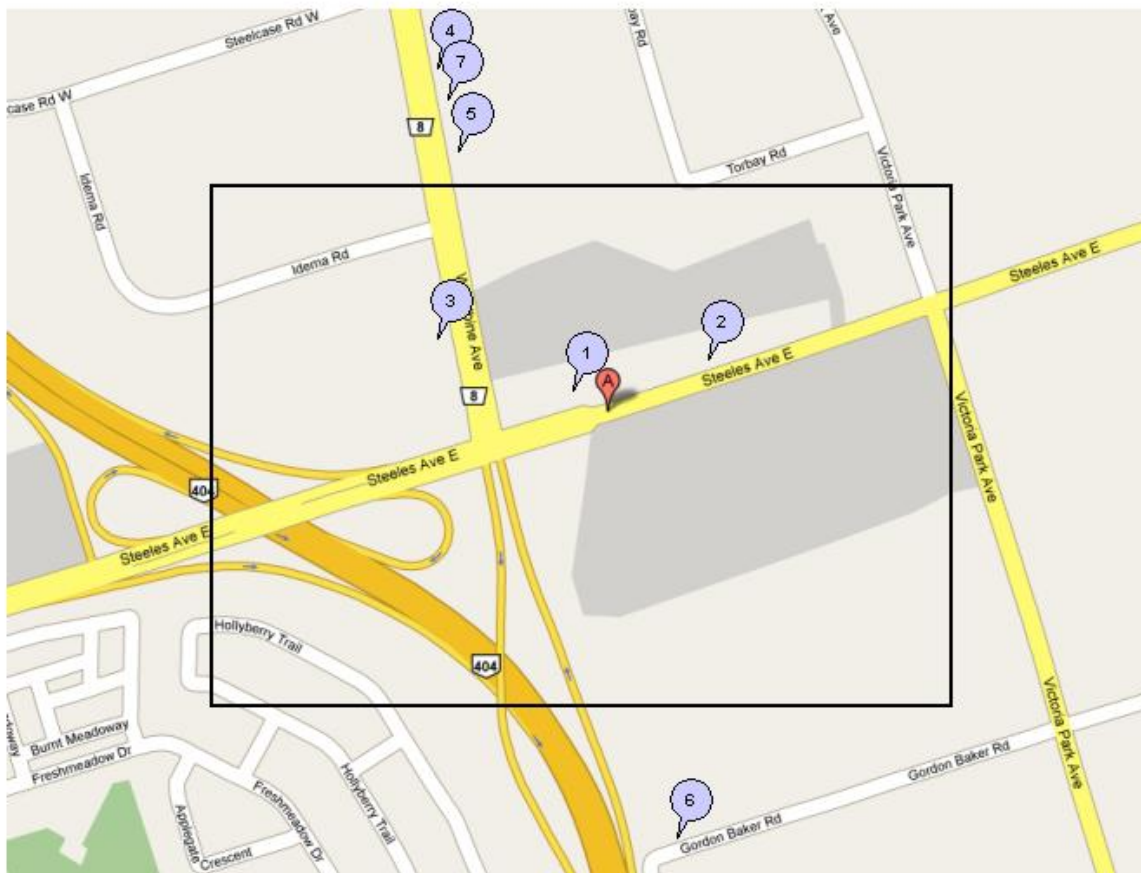 Steelcase Rd W
4
7
5
8
case Rd W
Torbay Rd
Victoria Park Ave
Idema Rd
Idema Rd
3
2
1
A
8
Steeles Ave E
Steeles Ave E
Steeles Ave E
404
Steeles Ave E
Victoria Park Ave
Hollyberry Trail
404
Victoria Park Ave
Burnt Meadoway
Freshmeadow Dr
Hollyberry Trail
Freshmeadow Dr
Applegate
Crescent
6
Gordon Baker Rd
Gordon Baker Rd